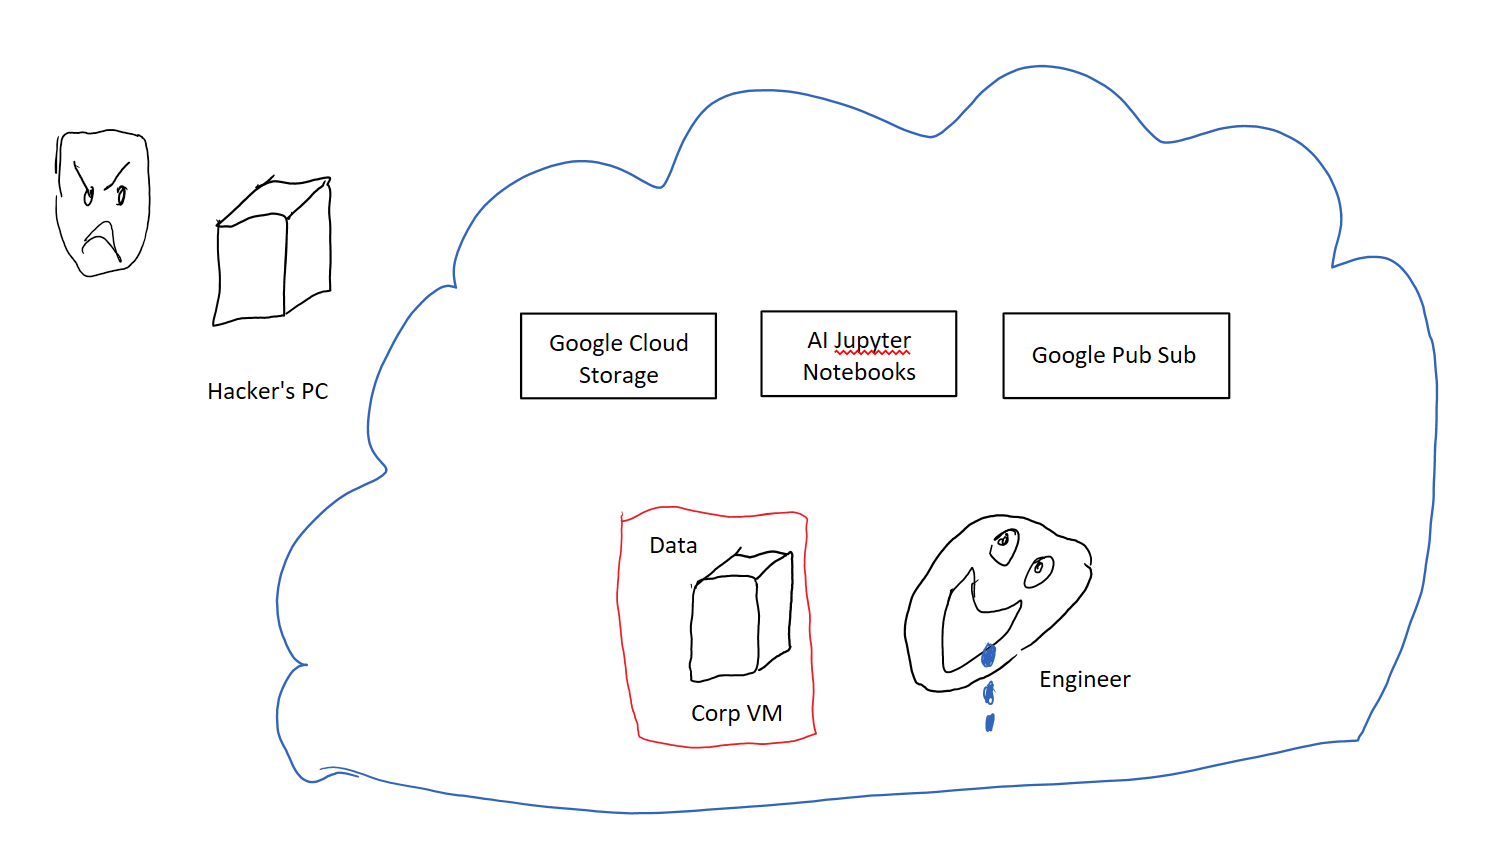 Google Cloud
Storage
AI Jupyter
Notebooks
Google Pub Sub
Hacker's PC
Data
Corp VM
Engineer